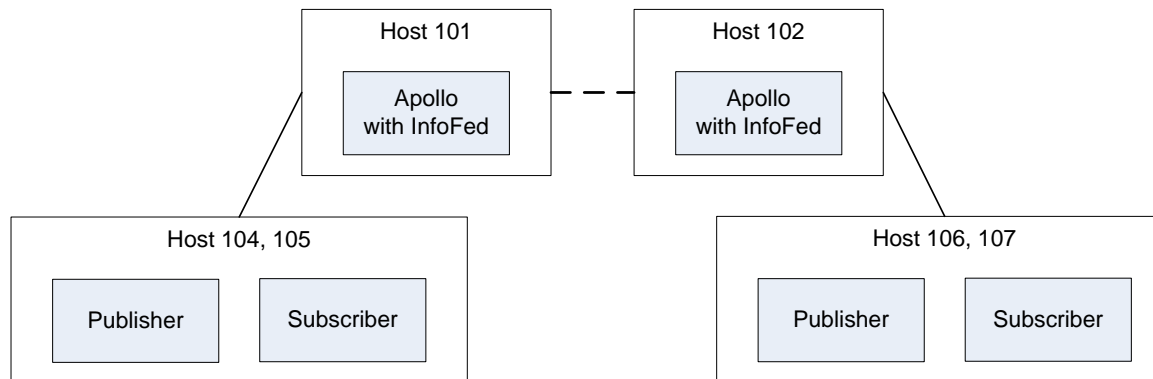 Host 101
Apollo
with InfoFed
Host 102
Apollo
with InfoFed
Host 104, 105
Publisher
Subscriber
Host 106, 107
Publisher
Subscriber